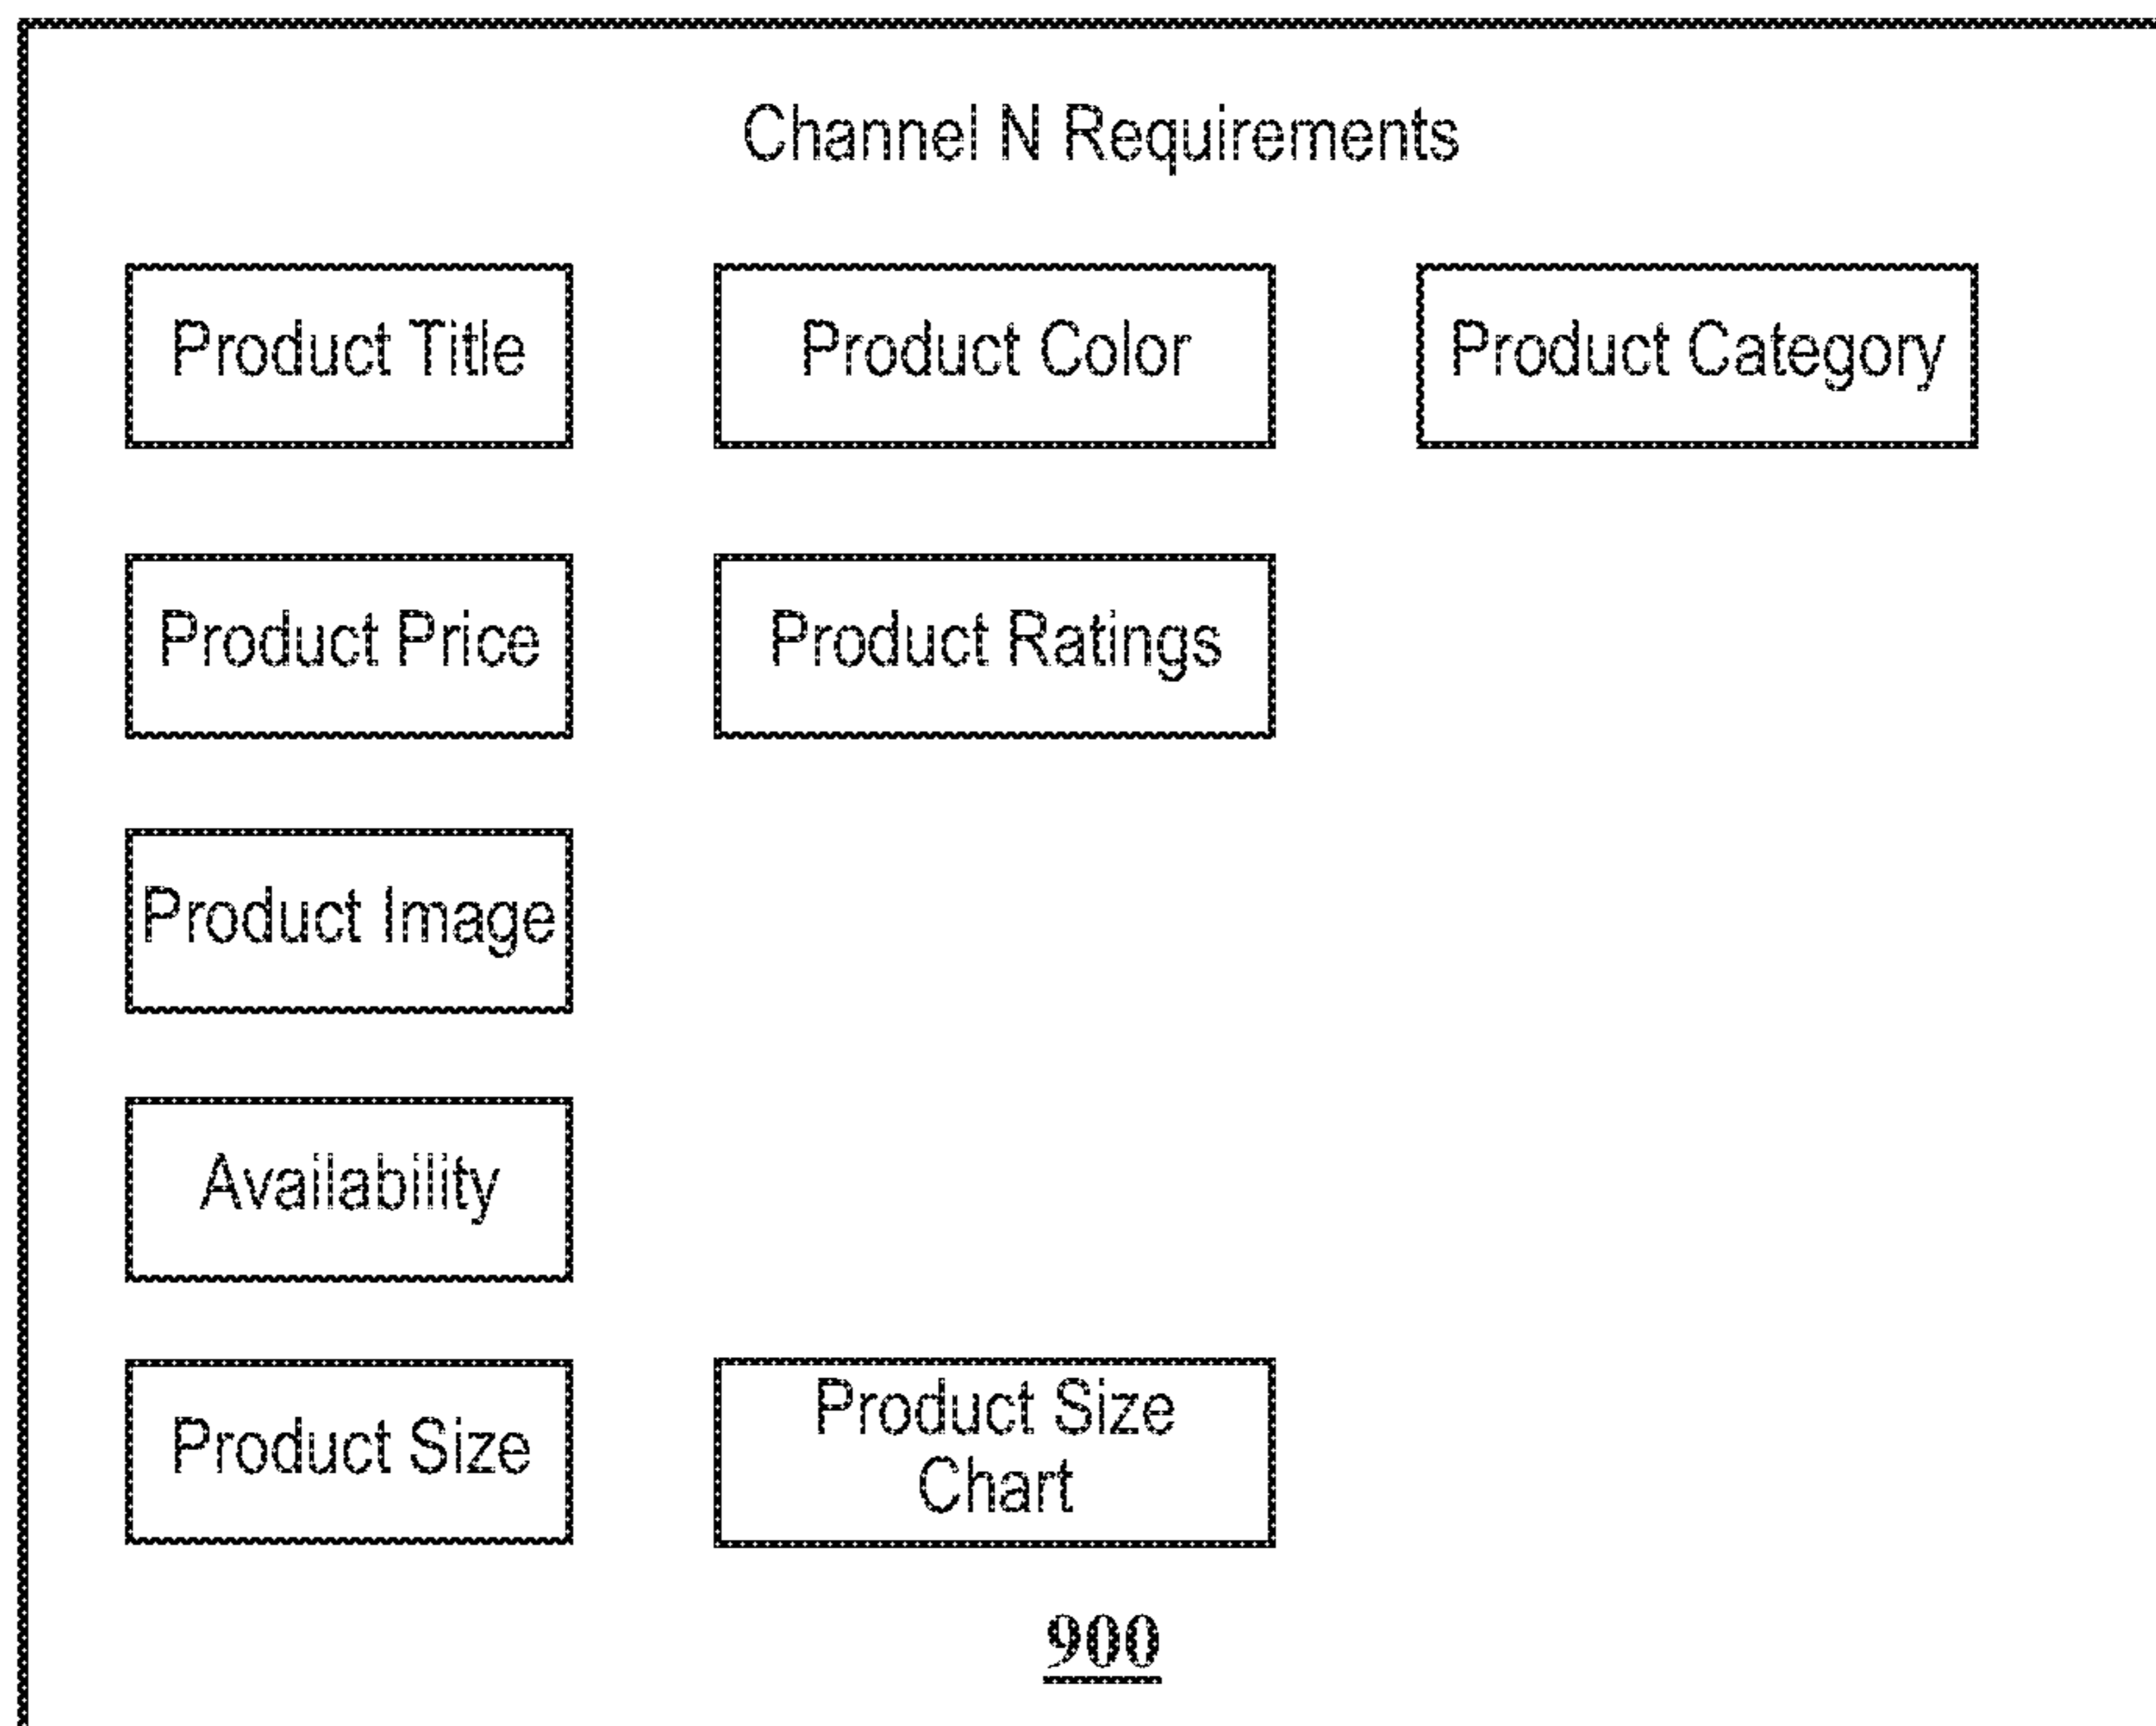 Channel N Requirements
Product Title
Product Color
Product Category
Product Price
Product Ratings
Product Image
Availability
Product Size
Product Size
Chart
900